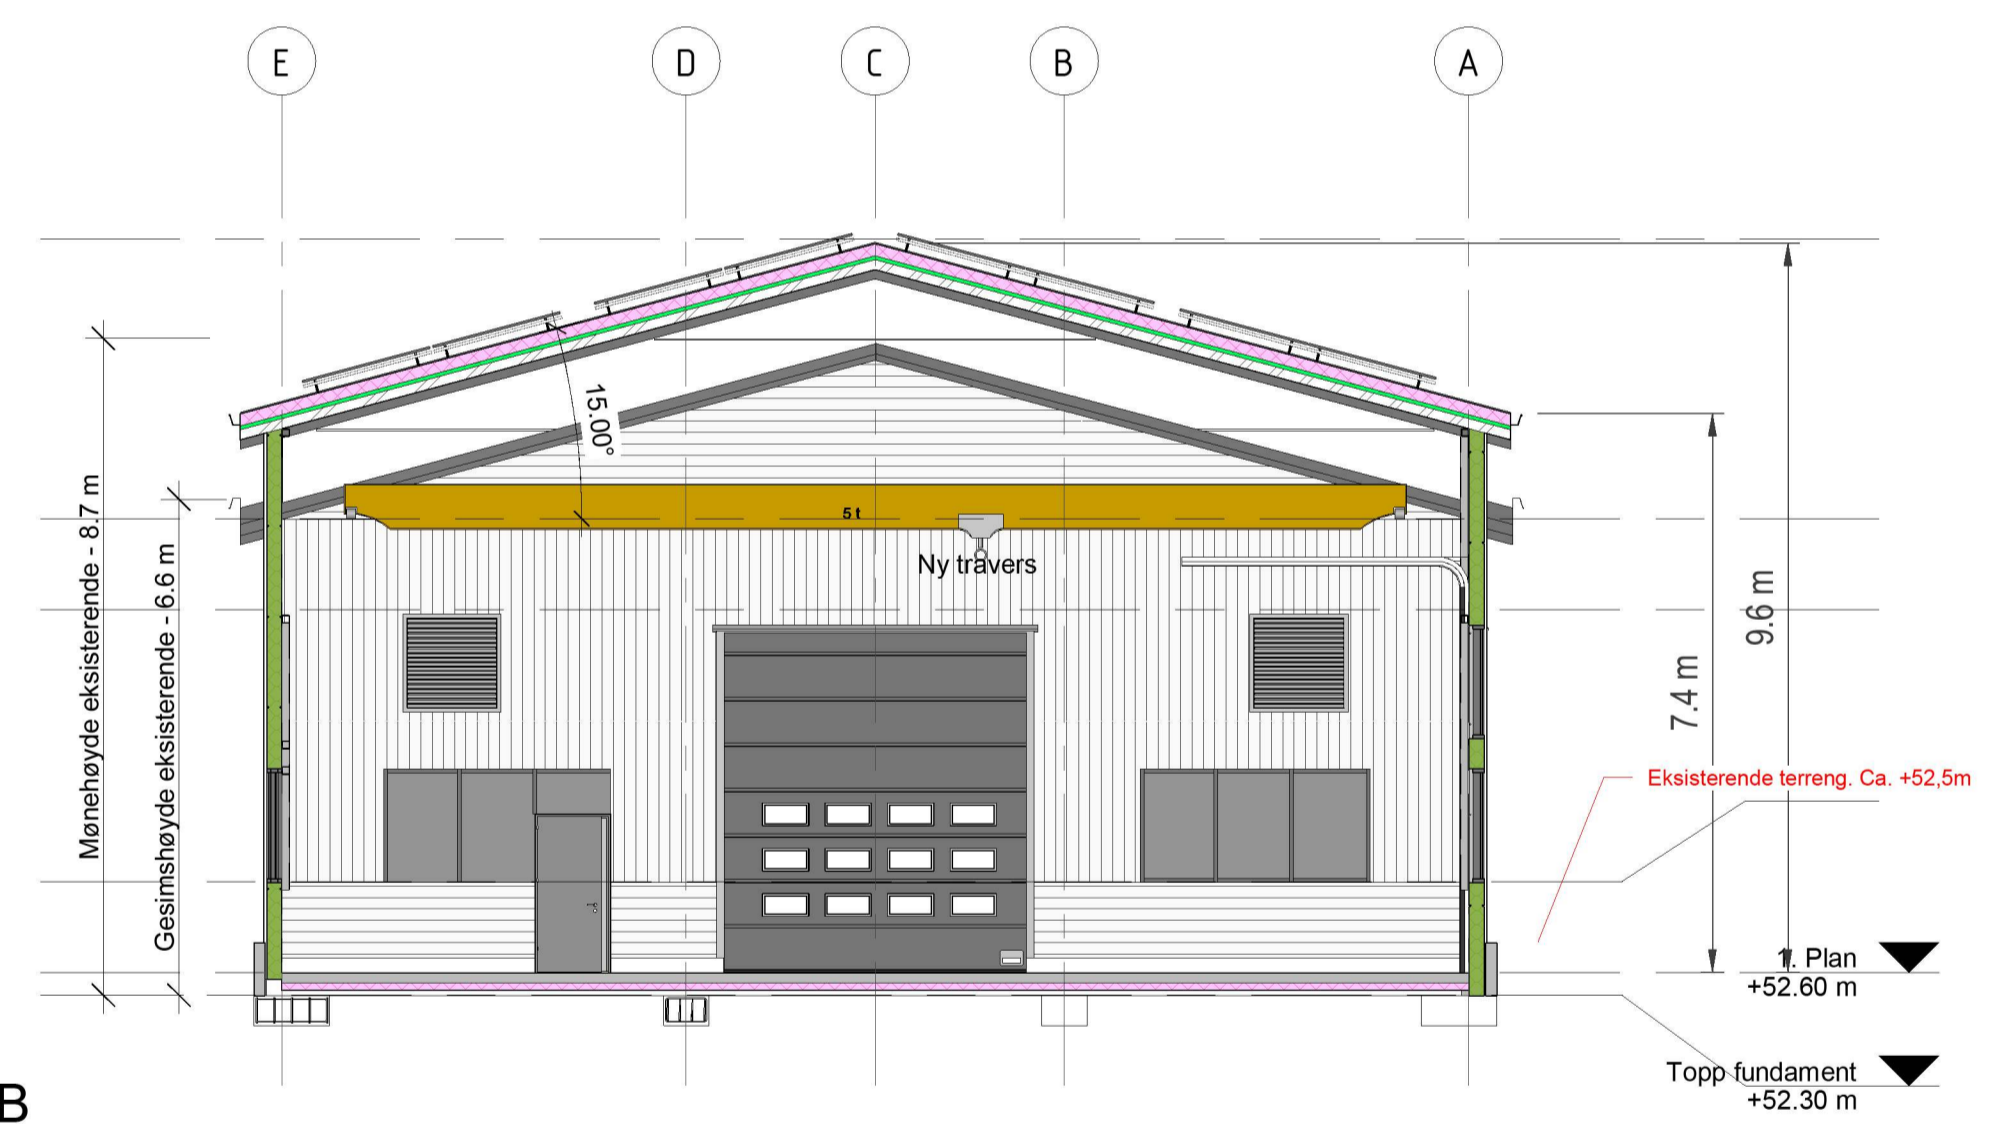 E
D
C
B
A
15.00°
5 t
Ny travers
Mønehøyde eksisterende - 8.7 m
Gesimshøyde eksisterende - 6.6 m
9.6 m
7.4 m
Eksisterende terreng. Ca. +52,5m
1. Plan
+52.60 m
Topp fundament
+52.30 m
B